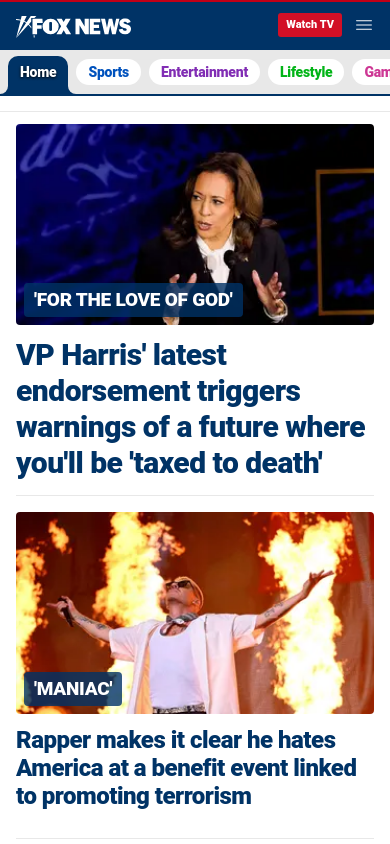 FOX NEWS
Watch TV
Home
Sports
Entertainment
Lifestyle
Gam
'FOR THE LOVE OF GOD'
VP Harris' latest
endorsement triggers
warnings of a future where
you'll be 'taxed to death'
'MANIAC'
Rapper makes it clear he hates
America at a benefit event linked
to promoting terrorism